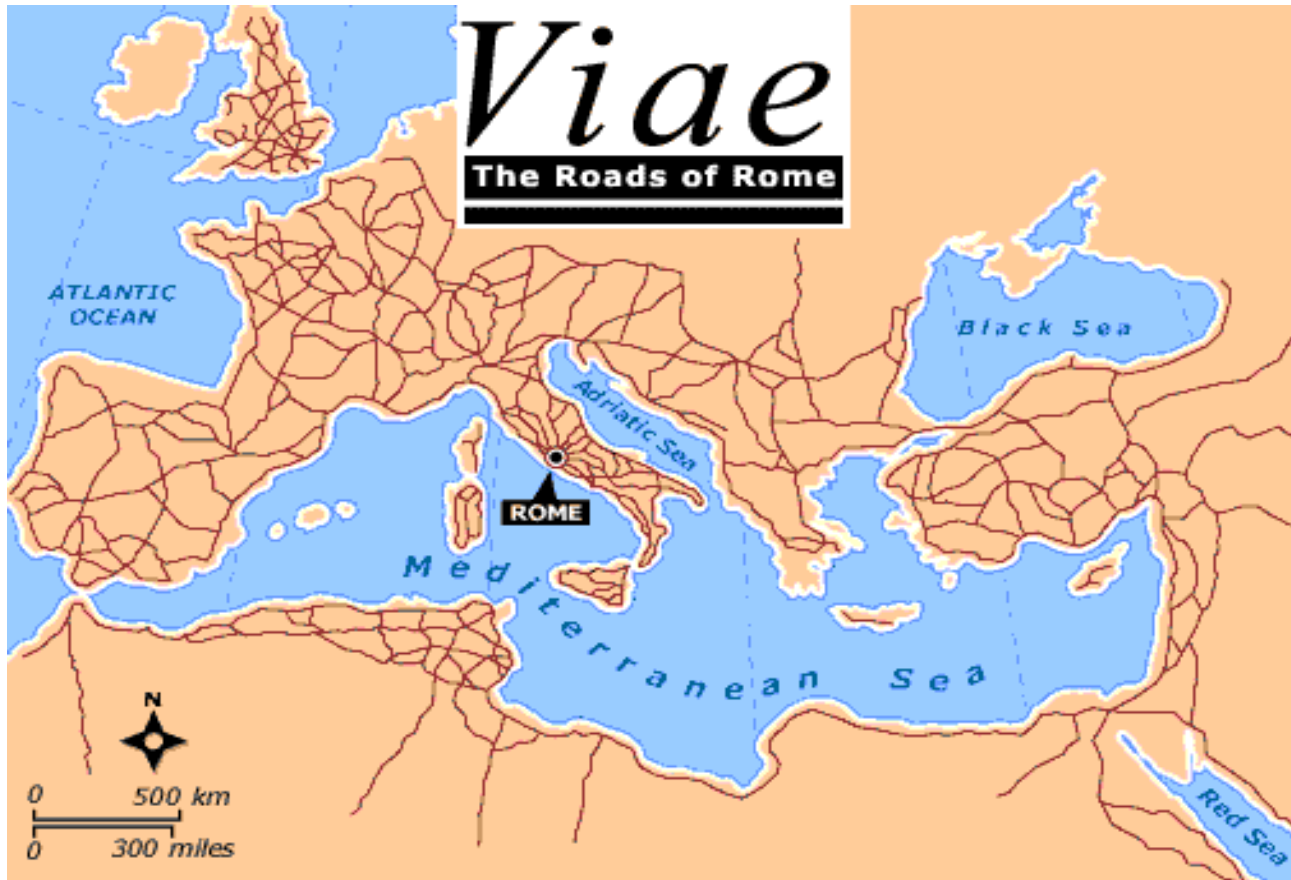 Viae
The Roads of Rome
ATLANTIC
OCEAN
Black Sea
Adriatic Sea
ROME
Mediterranean Sea
N
0 500 km
0 300 miles
Red Sea